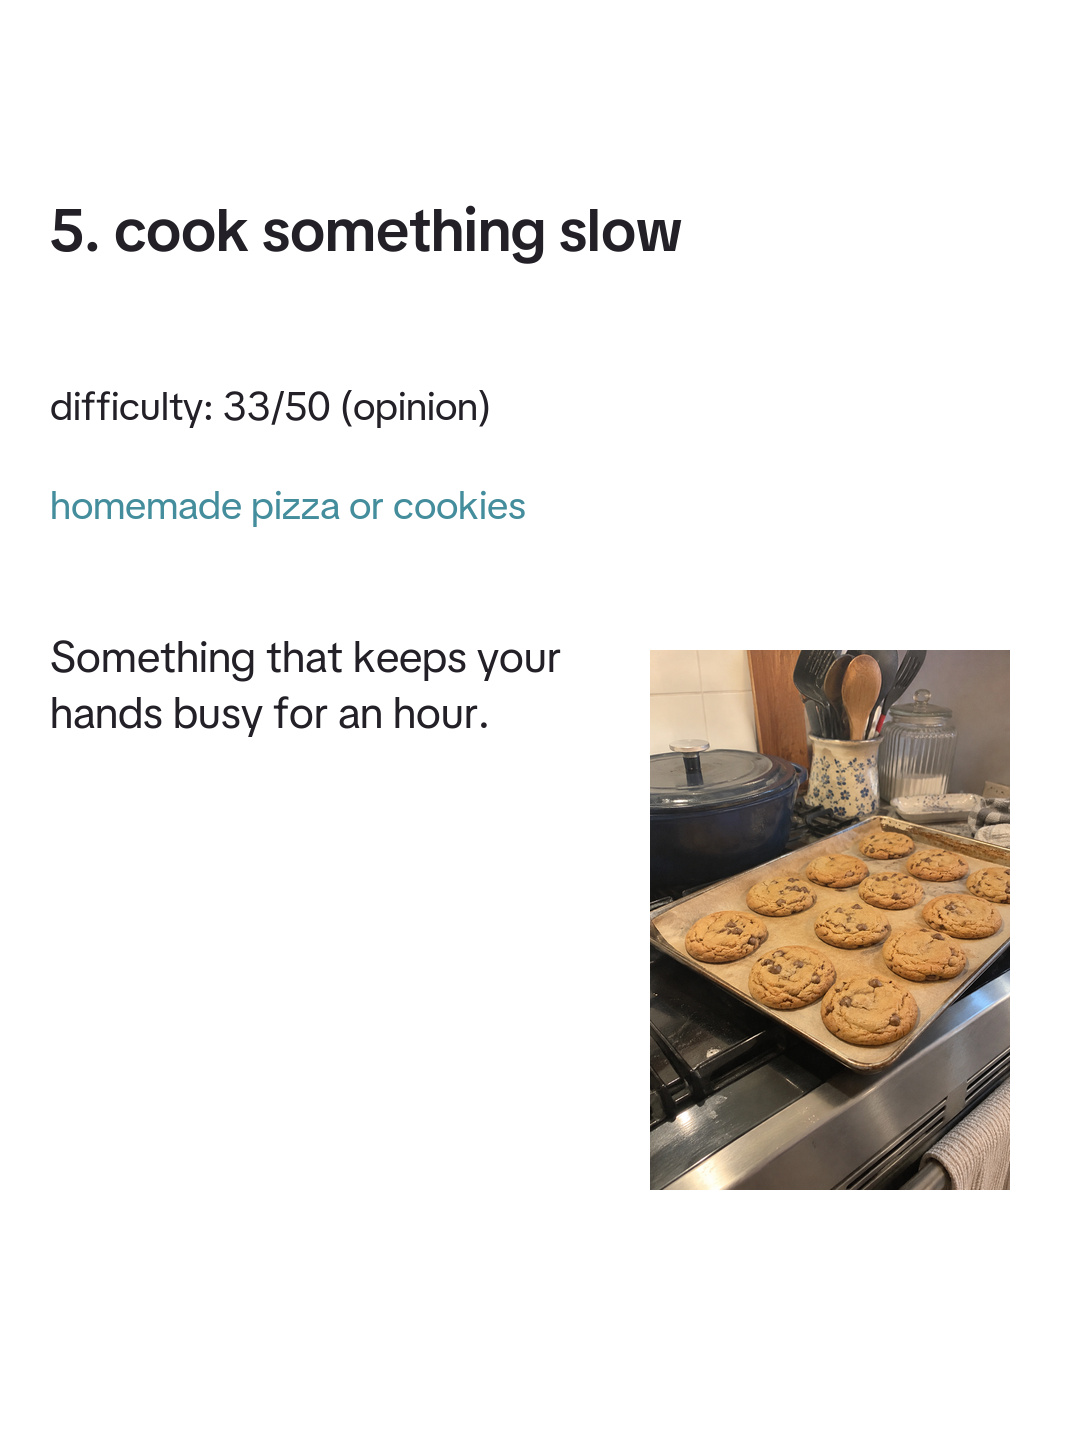 5. cook something slow
difficulty: 33/50 (opinion)
homemade pizza or cookies
Something that keeps your
hands busy for an hour.